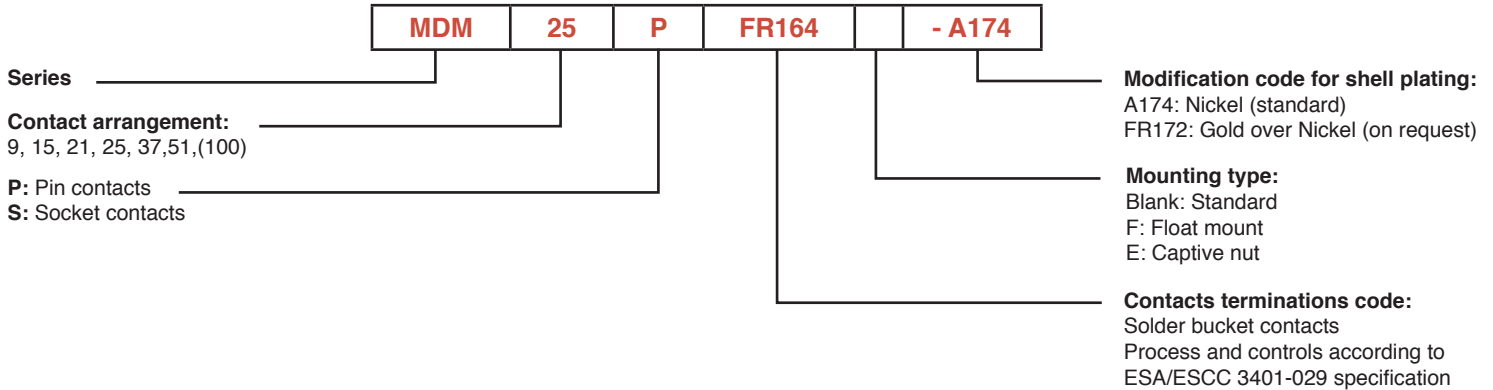 MDM 25 P FR164 - A174
Series
Contact arrangement:
9, 15, 21, 25, 37,51,(100)
P: Pin contacts
S: Socket contacts
Modification code for shell plating:
A174: Nickel (standard)
FR172: Gold over Nickel (on request)
Mounting type:
Blank: Standard
F: Float mount
E: Captive nut
Contacts terminations code:
Solder bucket contacts
Process and controls according to
ESA/ESCC 3401-029 specification